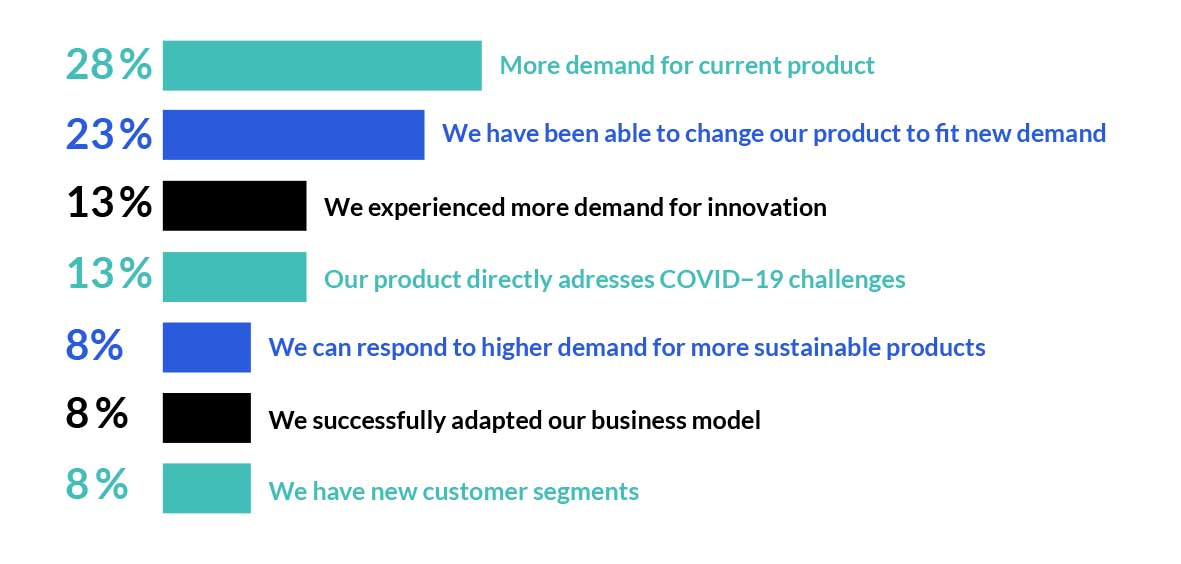 28% More demand for current product
23% We have been able to change our product to fit new demand
13% We experienced more demand for innovation
13% Our product directly adresses COVID–19 challenges
8% We can respond to higher demand for more sustainable products
8% We successfully adapted our business model
8% We have new customer segments